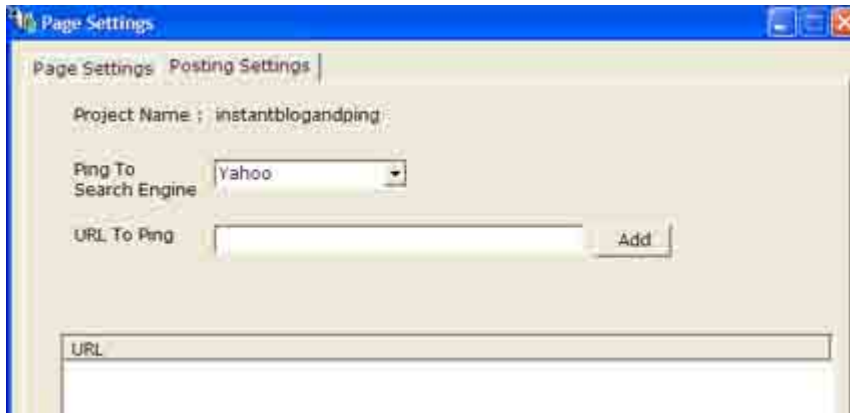 Page Settings
Page Settings Posting Settings
Project Name : instantblogandping
Ping To
Search Engine
Yahoo
URL To Ping
Add
URL